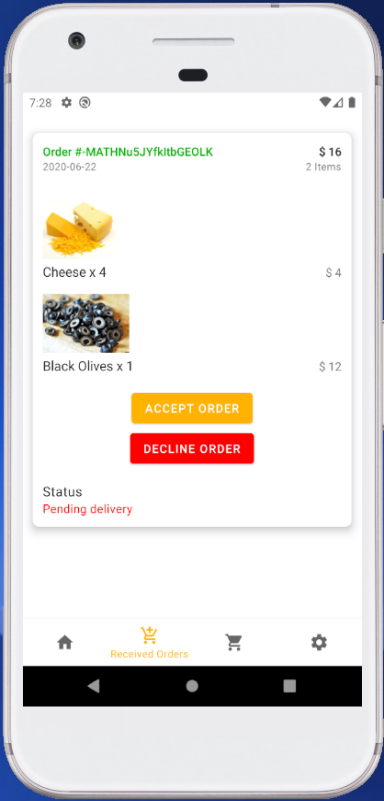 7:28
Order #-MATHNu5JYfkItbGEOLK
$ 16
2020-06-22
2 Items
Cheese x 4
$ 4
Black Olives x 1
$ 12
ACCEPT ORDER
DECLINE ORDER
Status
Pending delivery
Received Orders